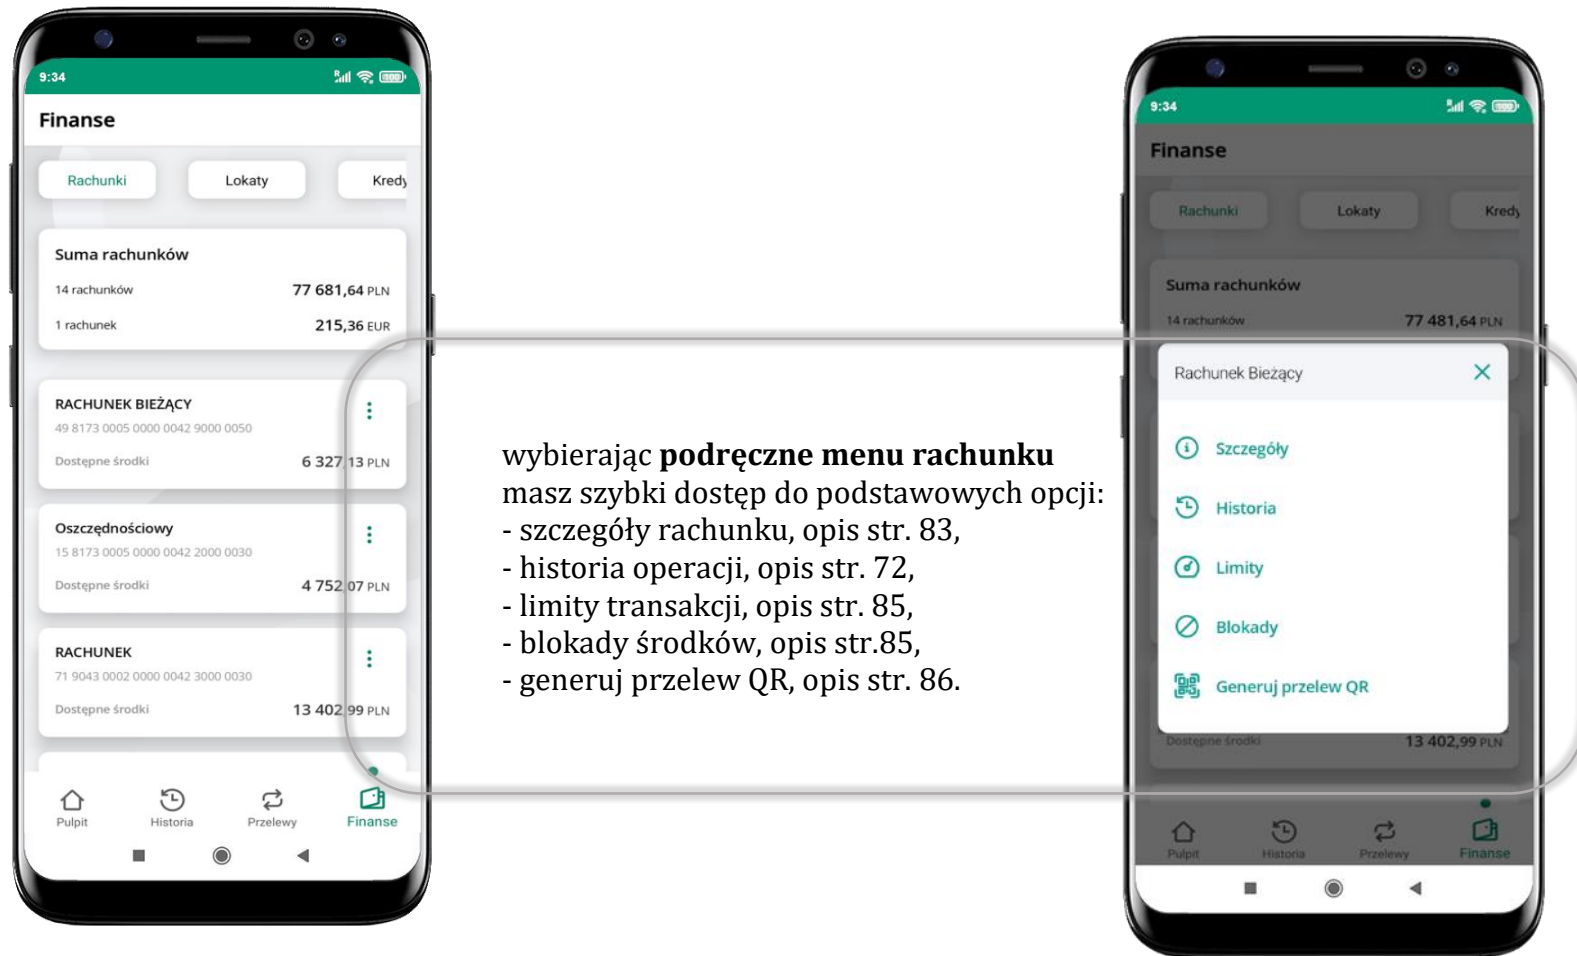 9:34
Finanse
Rachunki Lokaty Kredy
Suma rachunków
14 rachunków 77 681,64 PLN
1 rachunek 215,36 EUR
RACHUNEK BIEŻĄCY
49 8173 0005 0000 0042 9000 0050
Dostępne środki 6 327,13 PLN
Oszczędnościowy
15 8173 0005 0000 0042 2000 0030
Dostępne środki 4 752,07 PLN
RACHUNEK
71 9043 0002 0000 0042 3000 0030
Dostępne środki 13 402,99 PLN
Pulpit Historia Przelewy Finanse
wybierając podręczne menu rachunku
masz szybki dostęp do podstawowych opcji:
- szczegóły rachunku, opis str. 83,
- historia operacji, opis str. 72,
- limity transakcji, opis str. 85,
- blokady środków, opis str.85,
- generuj przelew QR, opis str. 86.
9:34
Finanse
Rachunki Lokaty Kredy
Suma rachunków
14 rachunków 77 481,64 PLN
Rachunek Bieżący
Szczegóły
Historia
Limity
Blokady
Generuj przelew QR
Dostępne środki 13 402,99 PLN
Pulpit Historia Przelewy Finanse